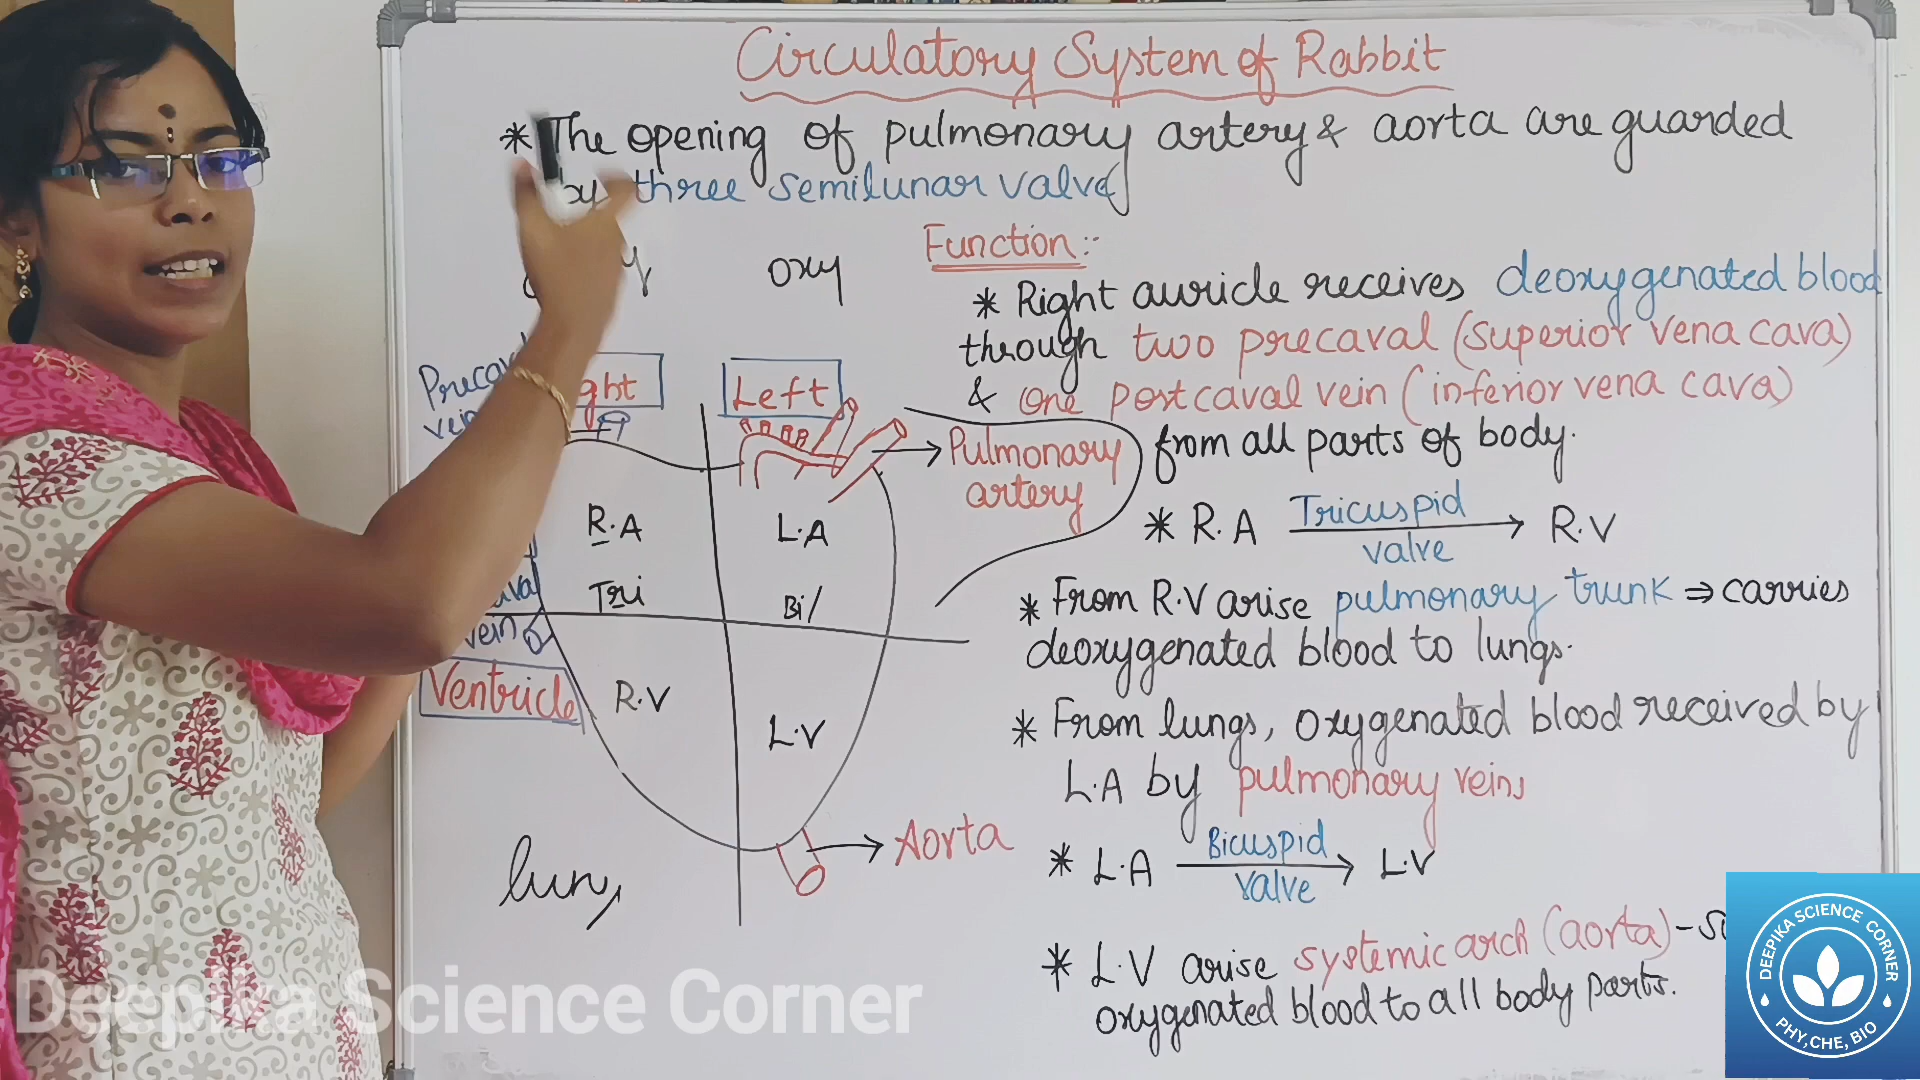 Circulatory System of Rabbit
* The opening of pulmonary artery & aorta are guarded
by three semilunar valve
oxy
Function:-
* Right auricle receives deoxygenated blood
through two precaval (superior vena cava)
& one postcaval vein (inferior vena cava)
from all parts of body.
Left
Pulmonary
artery
R.A
L.A
Tri
Bi/
vein
Ventricle
R.V
L.V
Aorta
lung
* R.A Tricuspid valve → R.V
* From R.V arise pulmonary trunk ⇒ carries
deoxygenated blood to lungs.
* From lungs, oxygenated blood received by
L.A by pulmonary veins
* L.A Bicuspid valve → L.V
* L.V arise systemic arch (aorta) -
oxygenated blood to all body parts.
Deepika Science Corner
DEEPIKA SCIENCE CORNER
PHY,CHE, BIO